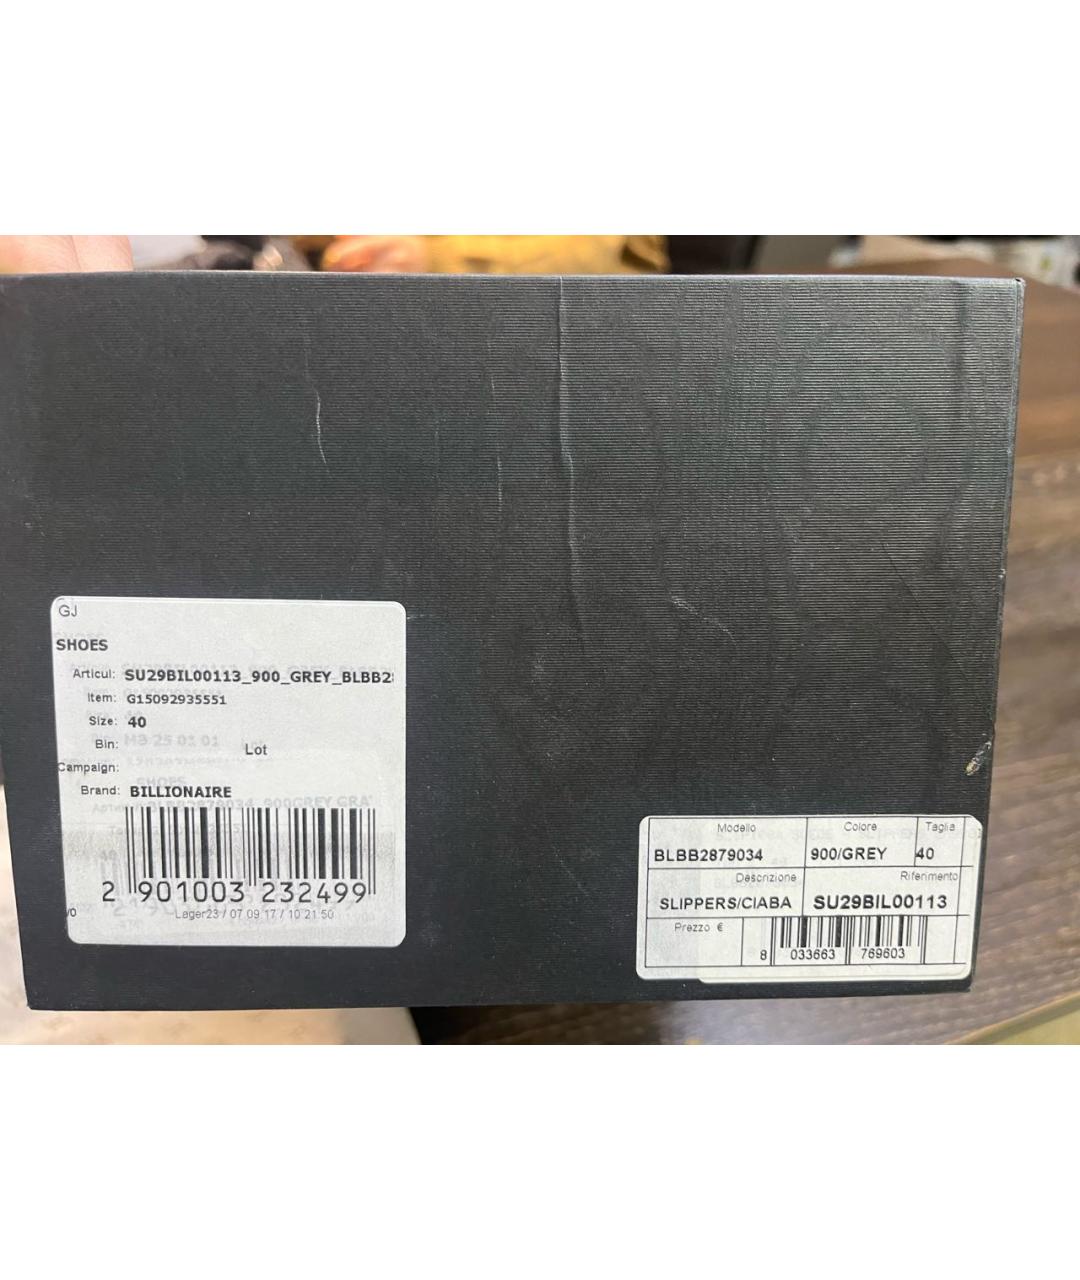 GJ
SHOES
Articul: SU29BIL00113_900_GREY_BLBB2
Item: G15092935551
Size: 40
Bin:
Lot
Campaign:
Brand: BILLIONAIRE
2 901003 232499
Lager23 / 07 09 17 / 10 21 50
Modello Colore Taglia
BLBB2879034 900/GREY 40
Descrizione Riferimento
SLIPPERS/CIABA SU29BIL00113
Prezzo €
8 033663 769603